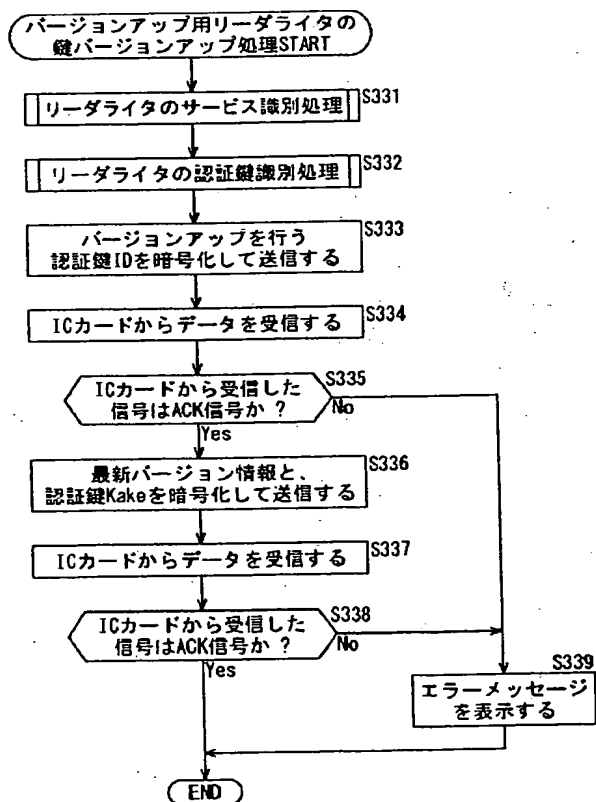 バージョンアップ用リーダライタの
鍵バージョンアップ処理START
リーダライタのサービス識別処理
S331
リーダライタの認証鍵識別処理
S332
バージョンアップを行う
認証鍵IDを暗号化して送信する
S333
ICカードからデータを受信する
S334
ICカードから受信した
信号はACK信号か ?
S335
No
Yes
最新バージョン情報と、
認証鍵Kakeを暗号化して送信する
S336
ICカードからデータを受信する
S337
ICカードから受信した
信号はACK信号か ?
S338
No
Yes
S339
エラーメッセージ
を表示する
END